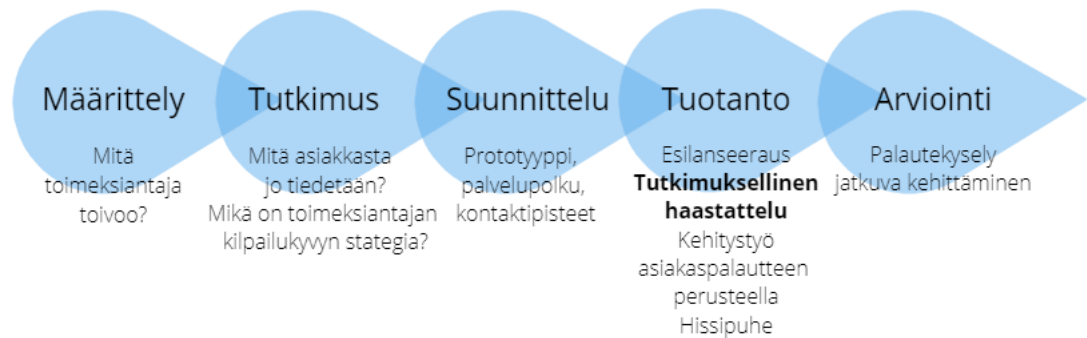 Määrittely
Mitä
toimeksiantaja
toivoo?
Tutkimus
Mitä asiakkasta
jo tiedetään?
Mikä on toimeksiantajan
kilpailukyvyn stategia?
Suunnittelu
Prototyyppi,
palvelupolku,
kontaktipisteet
Tuotanto
Esilanseeraus
Tutkimuksellinen
haastattelu
Kehitystyö
asiakaspalautteen
perusteella
Hissipuhe
Arviointi
Palautekysely
jatkuva kehittäminen